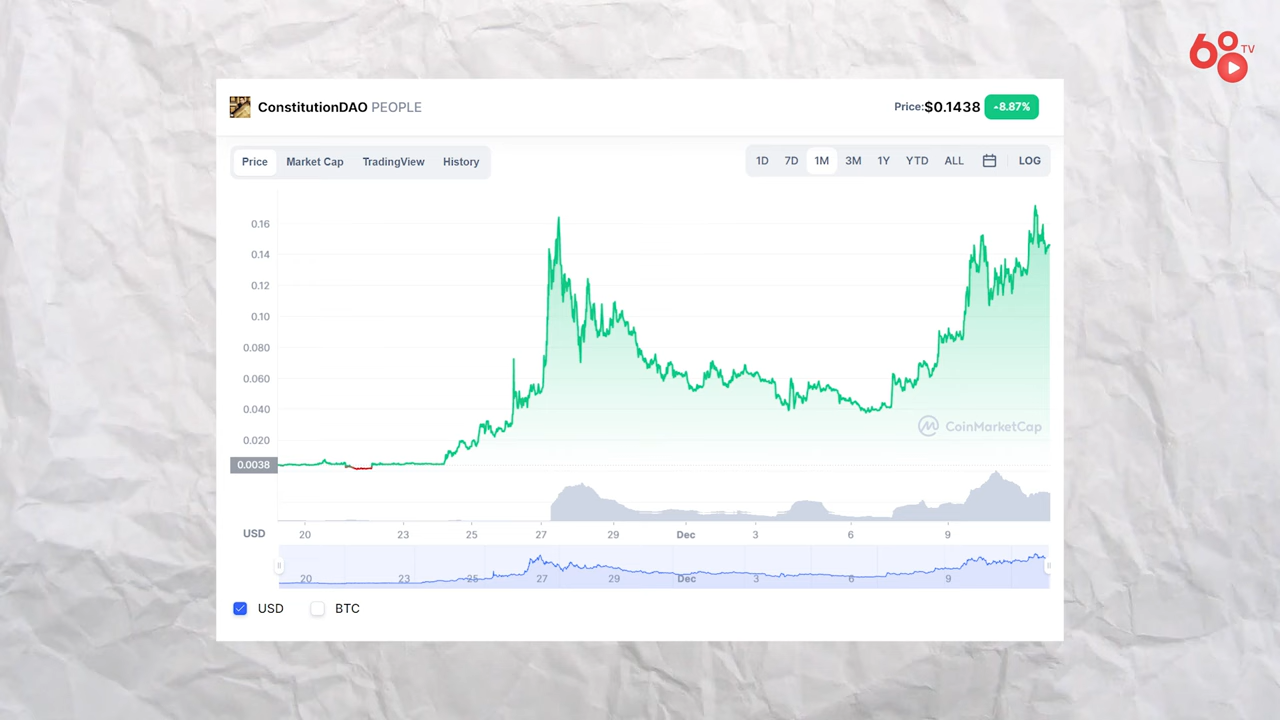 68 TV
ConstitutionDAO PEOPLE
Price:$0.1438 8.87%
Price Market Cap TradingView History
1D 7D 1M 3M 1Y YTD ALL LOG
0.16
0.14
0.12
0.10
0.080
0.060
0.040
CoinMarketCap
0.020
0.0038
USD 20 23 25 27 29 Dec 3 6 9
20 23 25 27 29 Dec 3 6 9
USD BTC